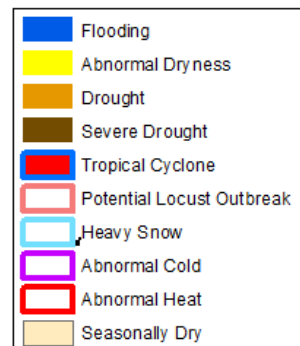 Flooding
Abnormal Dryness
Drought
Severe Drought
Tropical Cyclone
Potential Locust Outbreak
Heavy Snow
Abnormal Cold
Abnormal Heat
Seasonally Dry